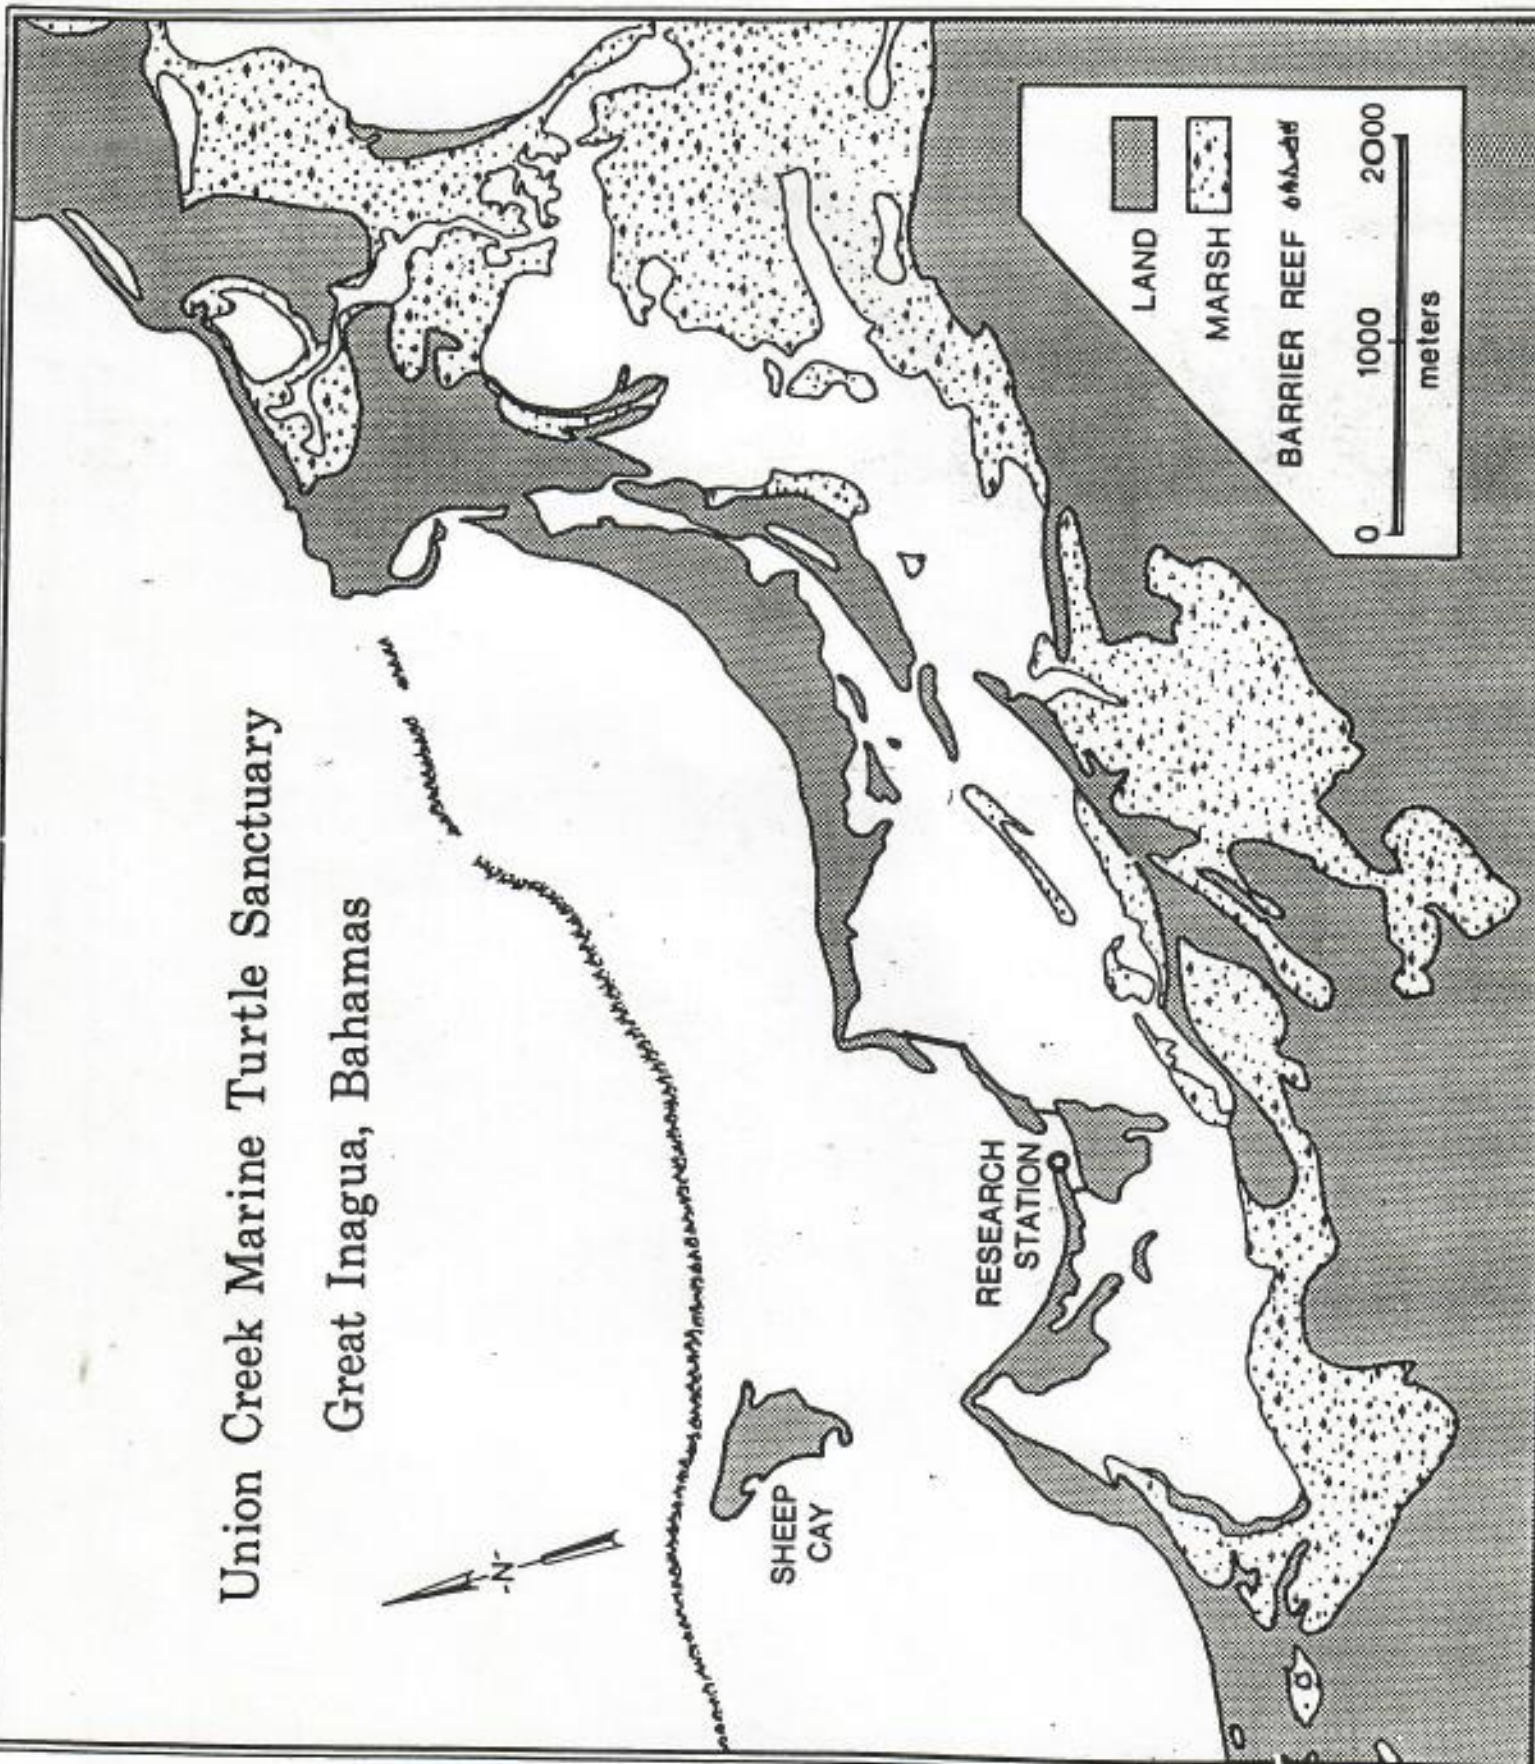 Union Creek Marine Turtle Sanctuary
Great Inagua, Bahamas
-N-
SHEEP
CAY
RESEARCH
STATION
LAND
MARSH
BARRIER REEF
0 1000 2000
meters